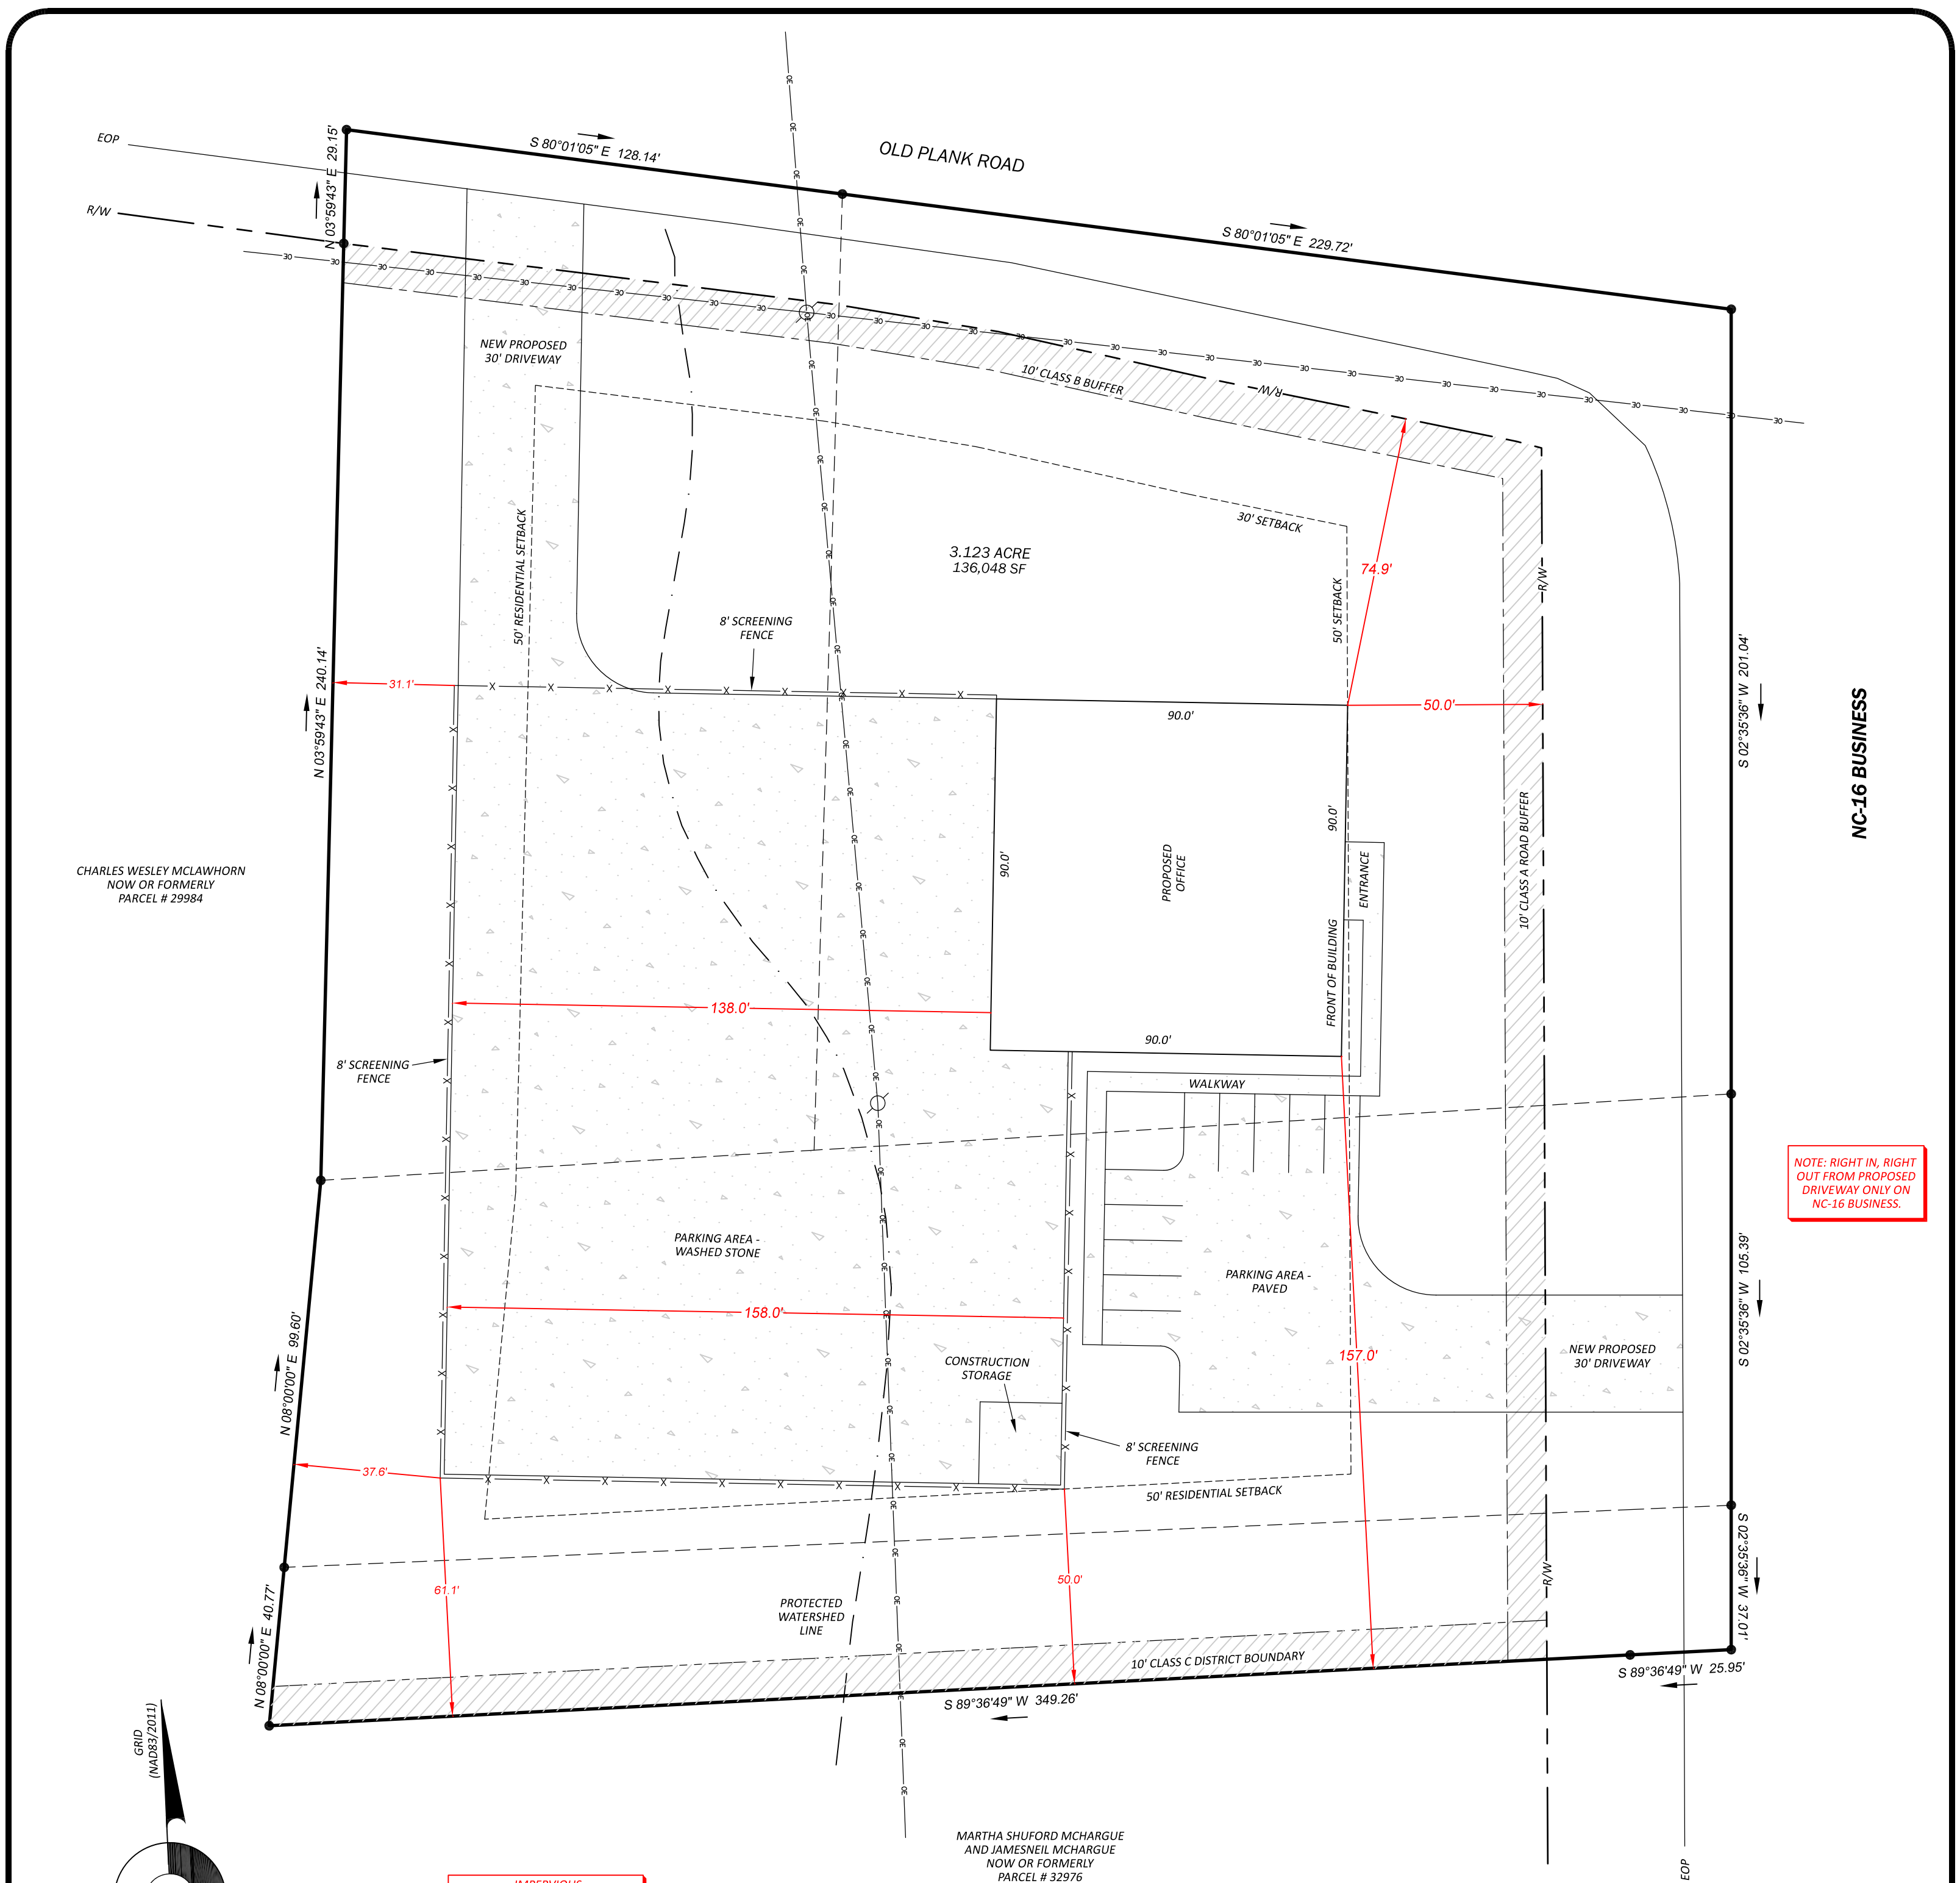 EOP
R/W
N 03°59'43" E 29.15'
S 80°01'05" E 128.14'
OLD PLANK ROAD
S 80°01'05" E 229.72'
NEW PROPOSED
30' DRIVEWAY
10' CLASS B BUFFER
R/W
30' SETBACK
50' RESIDENTIAL SETBACK
3.123 ACRE
136,048 SF
74.9'
50' SETBACK
R/W
8' SCREENING
FENCE
31.1'
N 03°59'43" E 240.14'
90.0'
50.0'
S 02°35'36" W 201.04'
NC-16 BUSINESS
CHARLES WESLEY MCLAWHORN
NOW OR FORMERLY
PARCEL # 29984
90.0'
PROPOSED
OFFICE
90.0'
ENTRANCE
FRONT OF BUILDING
10' CLASS A ROAD BUFFER
138.0'
90.0'
8' SCREENING
FENCE
WALKWAY
NOTE: RIGHT IN, RIGHT
OUT FROM PROPOSED
DRIVEWAY ONLY ON
NC-16 BUSINESS.
PARKING AREA -
WASHED STONE
PARKING AREA -
PAVED
158.0'
157.0'
S 02°35'36" W 105.39'
N 08°00'00" E 99.60'
NEW PROPOSED
30' DRIVEWAY
CONSTRUCTION
STORAGE
8' SCREENING
FENCE
37.6'
50' RESIDENTIAL SETBACK
61.1'
50.0'
R/W
S 02°35'36" W 37.01'
N 08°00'00" E 40.77'
PROTECTED
WATERSHED
LINE
10' CLASS C DISTRICT BOUNDARY
S 89°36'49" W 349.26'
S 89°36'49" W 25.95'
GRID
(NAD83/2011)
MARTHA SHUFORD MCHARGUE
AND JAMESNEIL MCHARGUE
NOW OR FORMERLY
PARCEL # 32976
EOP